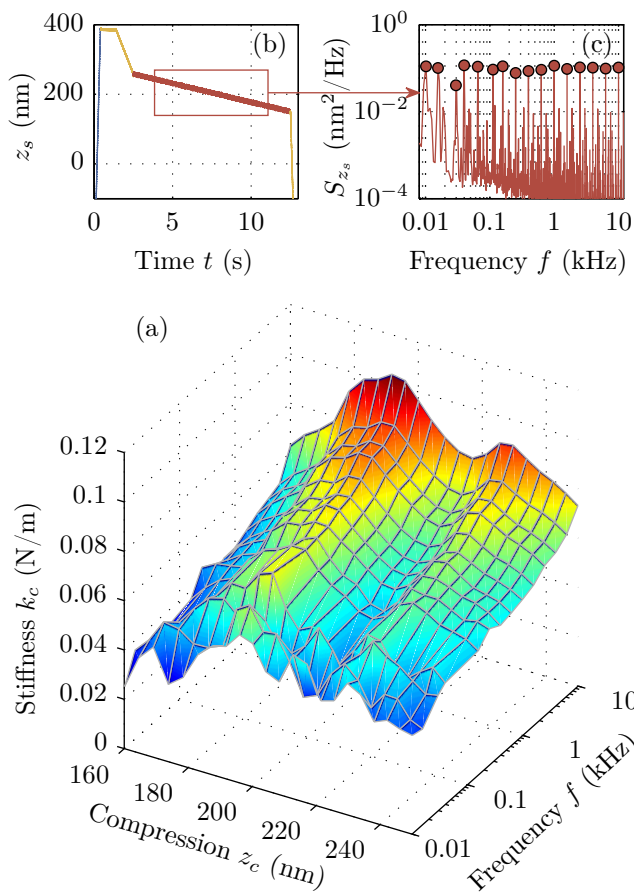 400
200
0
z_s (nm)
(b)
0 5 10
Time t (s)
10^0
10^{-2}
10^{-4}
S_{z_s} (nm^2/Hz)
(c)
0.01 0.1 1 10
Frequency f (kHz)
(a)
0.12
0.1
0.08
0.06
0.04
0.02
0
Stiffness k_c (N/m)
160
180
200
220
240
Compression z_c (nm)
0.01
0.1
1
10
Frequency f (kHz)